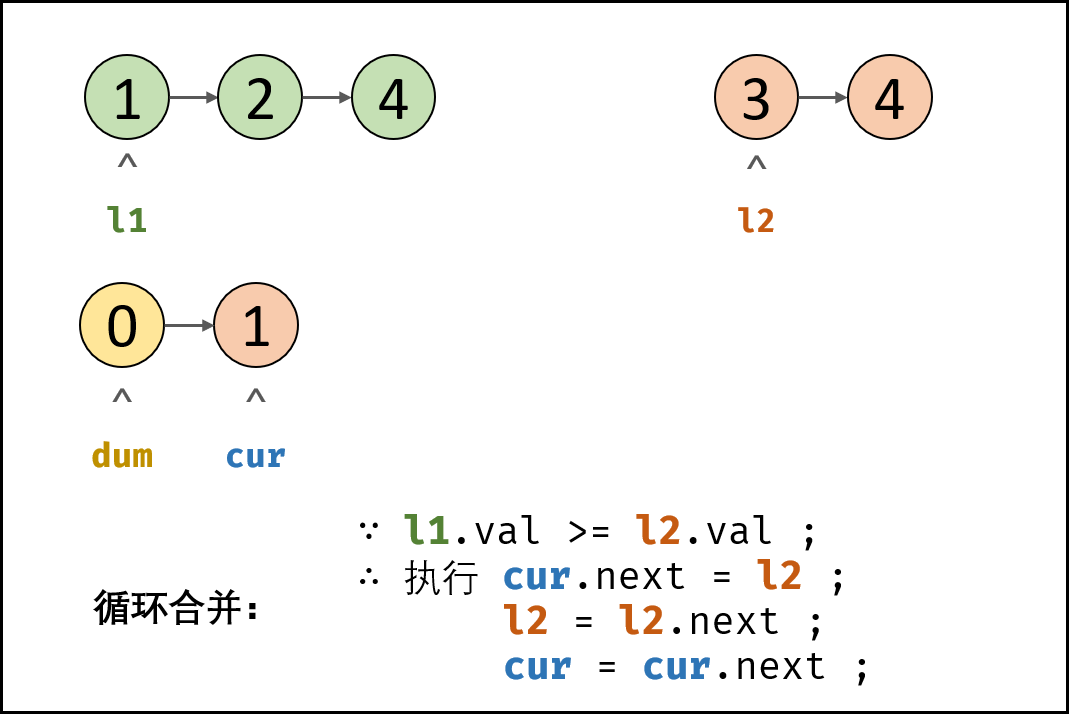 1 2 4 3 4
^ ^
l1 l2
0 1
^ ^
dum cur
∵ l1.val >= l2.val ;
∴ 执行 cur.next = l2 ;
循环合并：
l2 = l2.next ;
cur = cur.next ;